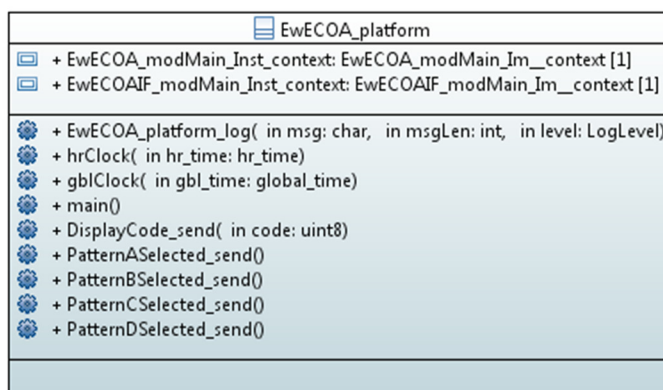 EwECOA_platform
+ EwECOA_modMain_Inst_context: EwECOA_modMain_Im__context [1]
+ EwECOAIF_modMain_Inst_context: EwECOAIF_modMain_Im__context [1]
+ EwECOA_platform_log( in msg: char, in msgLen: int, in level: LogLevel)
+ hrClock( in hr_time: hr_time)
+ gblClock( in gbl_time: global_time)
+ main()
+ DisplayCode_send( in code: uint8)
+ PatternASelected_send()
+ PatternBSelected_send()
+ PatternCSelected_send()
+ PatternDSelected_send()